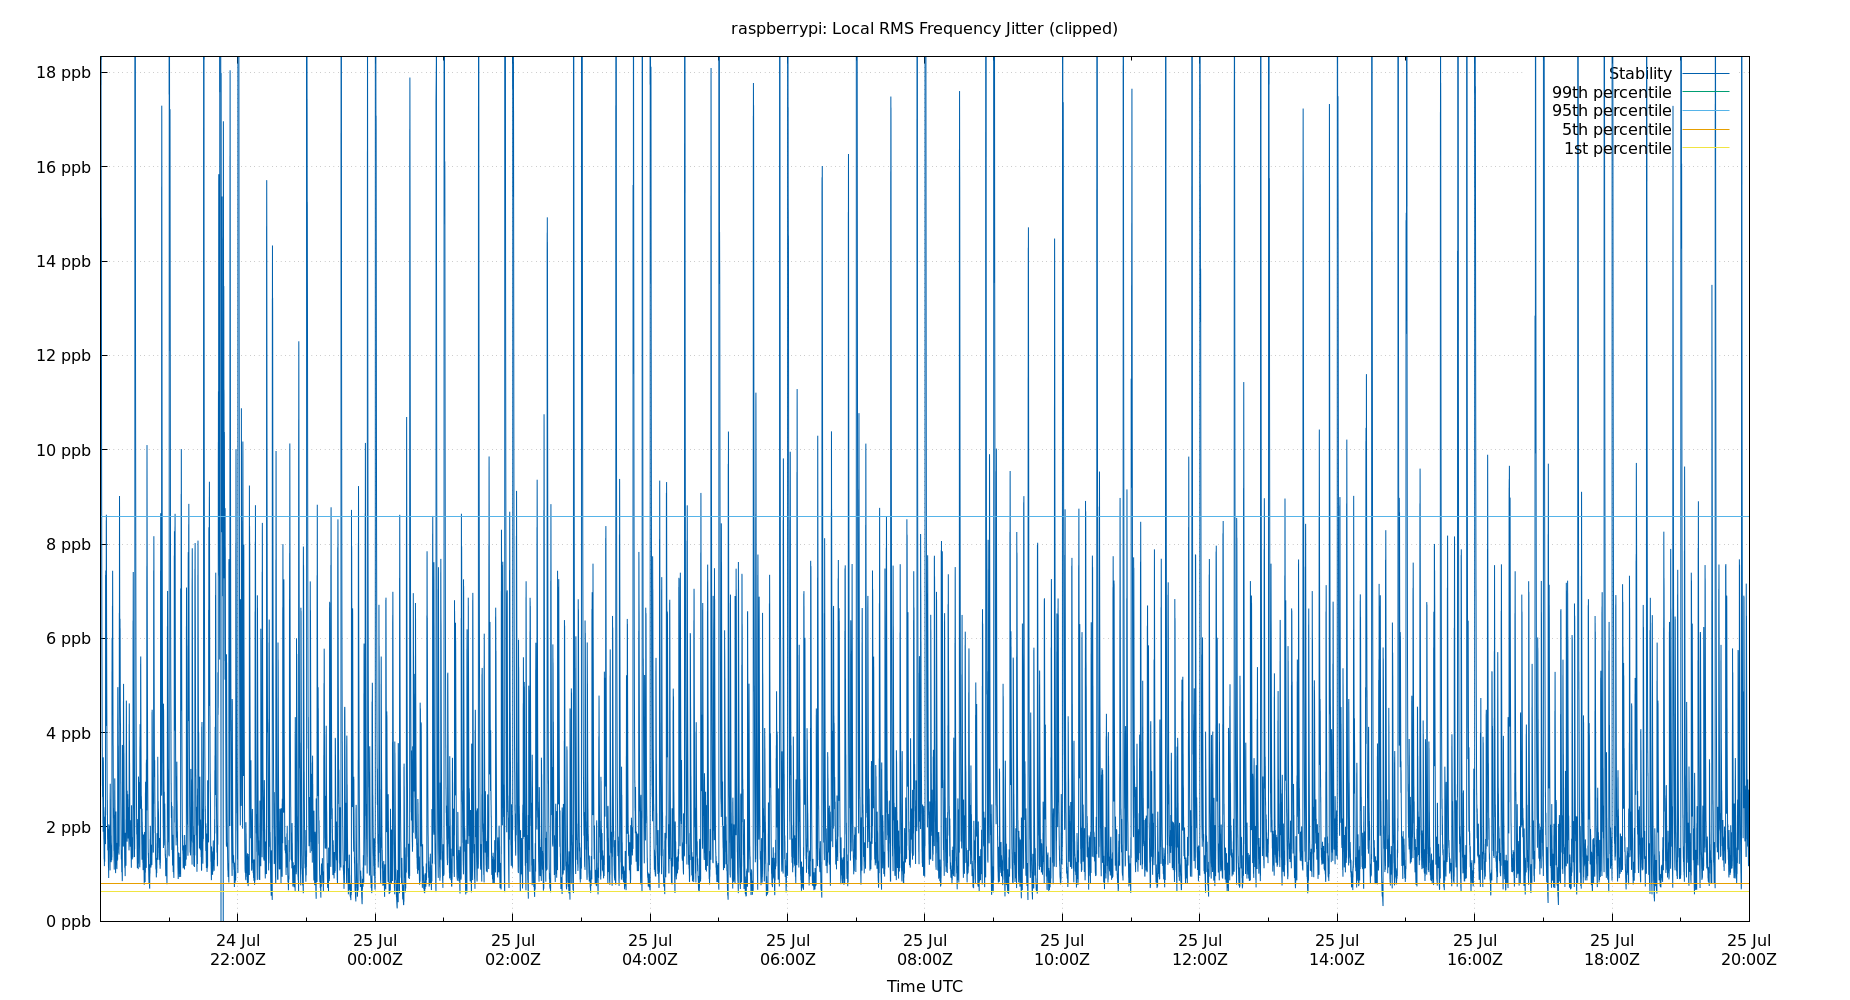 raspberrypi: Local RMS Frequency Jitter (clipped)
18 ppb
16 ppb
14 ppb
12 ppb
10 ppb
8 ppb
6 ppb
4 ppb
2 ppb
0 ppb
Stability
99th percentile
95th percentile
5th percentile
1st percentile
24 Jul
22:00Z
25 Jul
00:00Z
25 Jul
02:00Z
25 Jul
04:00Z
25 Jul
06:00Z
25 Jul
08:00Z
25 Jul
10:00Z
25 Jul
12:00Z
25 Jul
14:00Z
25 Jul
16:00Z
25 Jul
18:00Z
25 Jul
20:00Z
Time UTC